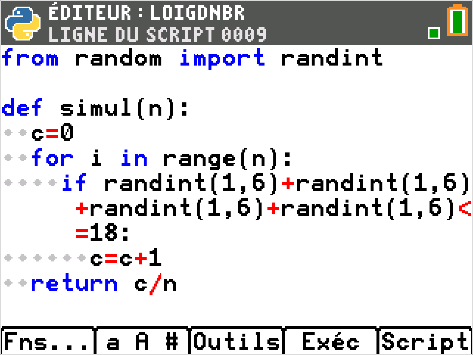 ÉDITEUR : LOIGDNBR
LIGNE DU SCRIPT 0009
from random import randint
def simul(n):
c=0
for i in range(n):
if randint(1,6)+randint(1,6)
+randint(1,6)+randint(1,6)<
=18:
c=c+1
return c/n
Fns... a A # Outils Exéc Script